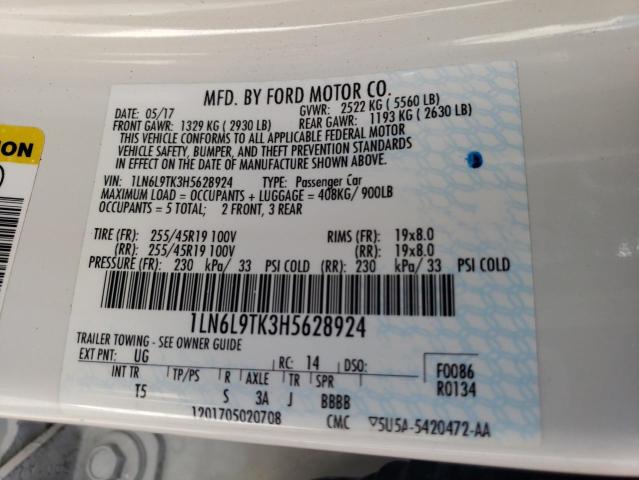 MFD. BY FORD MOTOR CO.
DATE: 05/17 GVWR: 2522 KG ( 5560 LB)
FRONT GAWR: 1329 KG ( 2930 LB) REAR GAWR: 1193 KG ( 2630 LB)
THIS VEHICLE CONFORMS TO ALL APPLICABLE FEDERAL MOTOR
VEHICLE SAFETY, BUMPER, AND THEFT PREVENTION STANDARDS
IN EFFECT ON THE DATE OF MANUFACTURE SHOWN ABOVE.
VIN: 1LN6L9TK3H5628924 TYPE: Passenger Car
MAXIMUM LOAD = OCCUPANTS + LUGGAGE = 408KG/ 900LB
OCCUPANTS = 5 TOTAL; 2 FRONT, 3 REAR
TIRE (FR): 255/45R19 100V RIMS (FR): 19x8.0
(RR): 255/45R19 100V (RR): 19x8.0
PRESSURE (FR): 230 kPa/ 33 PSI COLD (RR): 230 kPa/ 33 PSI COLD
1LN6L9TK3H5628924
TRAILER TOWING - SEE OWNER GUIDE
EXT PNT: UG RC: 14 DSO: F0086
INT TR TP/PS R AXLE TR SPR R0134
T5 S 3A J BBBB
1201705020708 CMC 5U5A-5420472-AA
ION